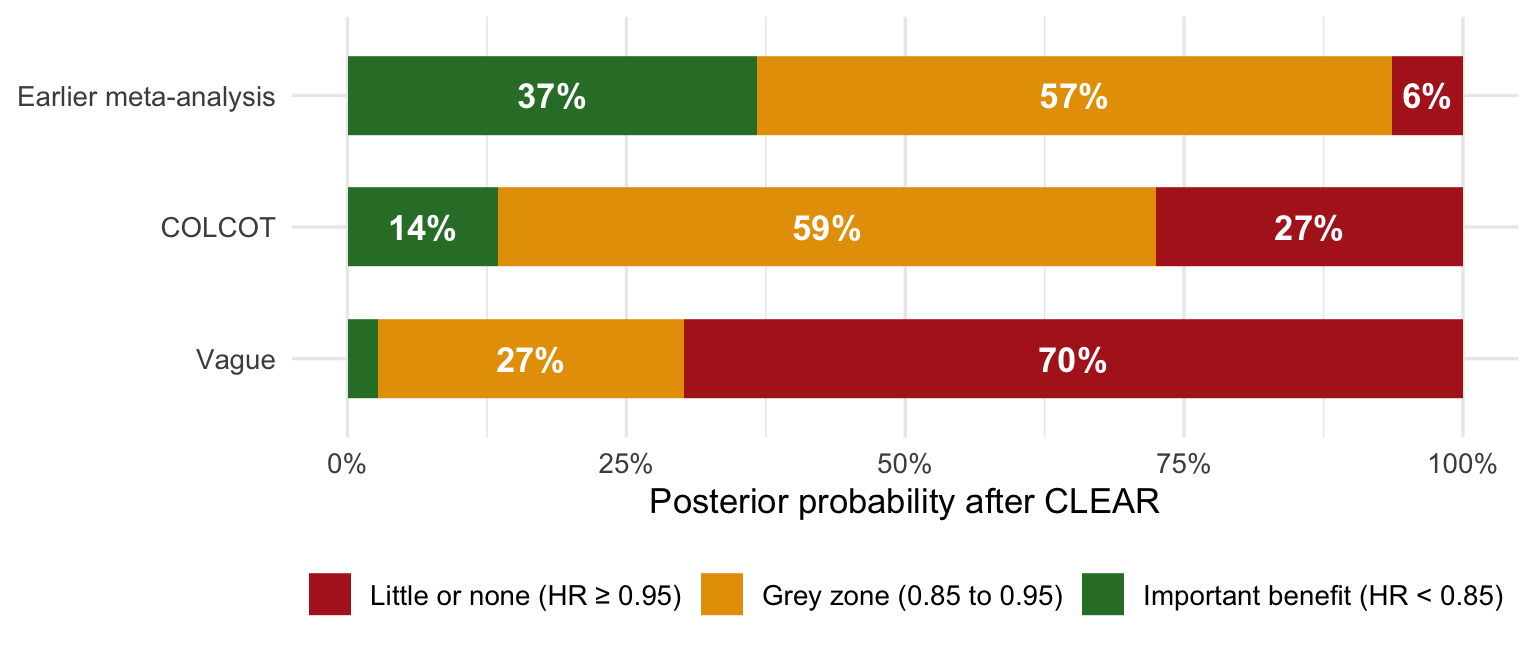 Earlier meta-analysis 37% 57% 6%
COLCOT 14% 59% 27%
Vague 27% 70%
0% 25% 50% 75% 100%
Posterior probability after CLEAR
Little or none (HR ≥ 0.95) Grey zone (0.85 to 0.95) Important benefit (HR < 0.85)